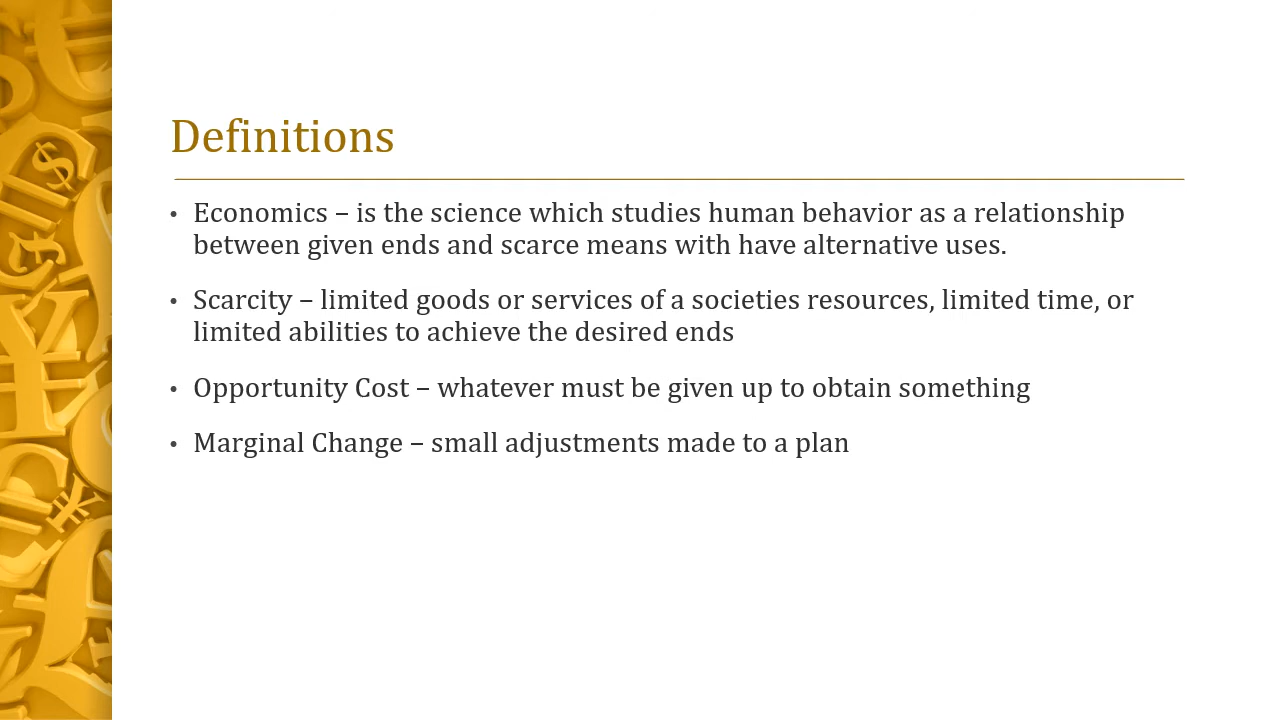 Definitions
• Economics – is the science which studies human behavior as a relationship
between given ends and scarce means with have alternative uses.
• Scarcity – limited goods or services of a societies resources, limited time, or
limited abilities to achieve the desired ends
• Opportunity Cost – whatever must be given up to obtain something
• Marginal Change – small adjustments made to a plan